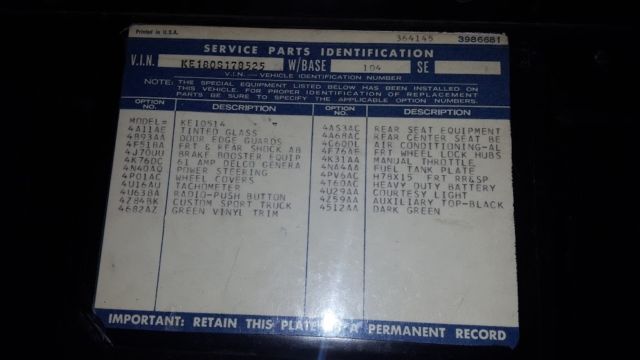 Printed in U.S.A.
364145 3986681
SERVICE PARTS IDENTIFICATION
V.I.N. KE180S178525 W/BASE 104 SE
V.I.N. – VEHICLE IDENTIFICATION NUMBER
NOTE: THE SPECIAL EQUIPMENT LISTED BELOW HAS BEEN INSTALLED ON
THIS VEHICLE. FOR PROPER IDENTIFICATION OF REPLACEMENT
PARTS BE SURE TO SPECIFY THE APPLICABLE OPTION NUMBERS.
OPTION NO. DESCRIPTION
MODEL= KE10514
4A11AE TINTED GLASS
4B93AA DOOR EDGE GUARDS
4F51BA FRT & REAR SHOCK AB
4J70UU BRAKE BOOSTER EQUIP
4K76DC 61 AMP DELCO GENERA
4N40AQ POWER STEERING
4P01AC WHEEL COVERS
4U16AU TACHOMETER
4U63BA RADIO-PUSH BUTTON
4Z84BK CUSTOM SPORT TRUCK
4682AZ GREEN VINYL TRIM
OPTION NO. DESCRIPTION
4AS3AC REAR SEAT EQUIPMENT
4A68AC REAR CENTER SEAT BE
4C60DL AIR CONDITIONING-AL
4F76AE FRT WHEEL LOCK HUBS
4K31AA MANUAL THROTTLE
4N44AA FUEL TANK PLATE
4PV6AC H78X15 FRT RR&SP
4T60AC HEAVY DUTY BATTERY
4U29AA COURTESY LIGHT
4Z59AA AUXILIARY TOP-BLACK
4512AA DARK GREEN
IMPORTANT: RETAIN THIS PLATE A PERMANENT RECORD